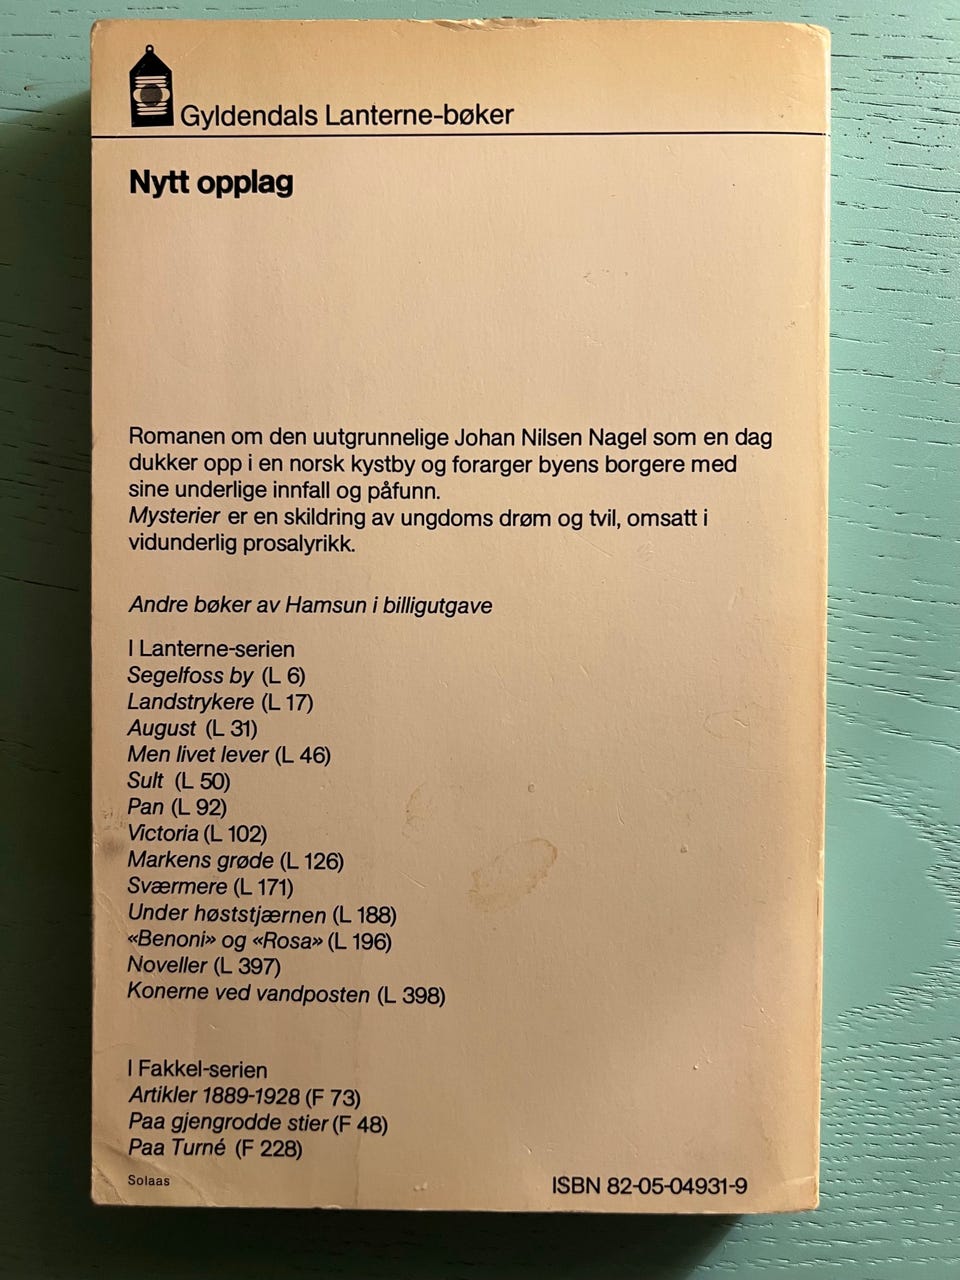 Gyldendals Lanterne-bøker
Nytt opplag
Romanen om den uutgrunnelige Johan Nilsen Nagel som en dag
dukker opp i en norsk kystby og forarger byens borgere med
sine underlige innfall og påfunn.
Mysterier er en skildring av ungdoms drøm og tvil, omsatt i
vidunderlig prosalyrikk.
Andre bøker av Hamsun i billigutgave
I Lanterne-serien
Segelfoss by (L 6)
Landstrykere (L 17)
August (L 31)
Men livet lever (L 46)
Sult (L 50)
Pan (L 92)
Victoria (L 102)
Markens grøde (L 126)
Sværmere (L 171)
Under høststjærnen (L 188)
«Benoni» og «Rosa» (L 196)
Noveller (L 397)
Konerne ved vandposten (L 398)
I Fakkel-serien
Artikler 1889-1928 (F 73)
Paa gjengrodde stier (F 48)
Paa Turné (F 228)
Solaas
ISBN 82-05-04931-9